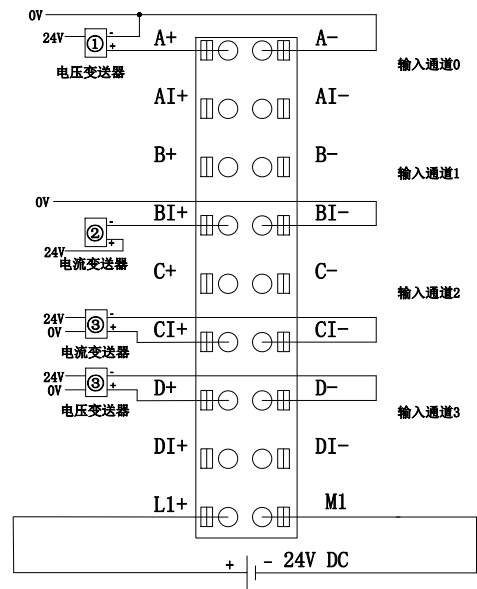 0V
24V ① - A+ A-
+
电压变送器 输入通道0
AI+ AI-
B+ B- 输入通道1
0V
BI+ BI-
② -
+
24V
电流变送器
C+ C- 输入通道2
24V ③ -
0V + CI+ CI-
电流变送器
24V ③ -
0V + D+ D-
电压变送器 输入通道3
DI+ DI-
L1+ M1
+ - 24V DC